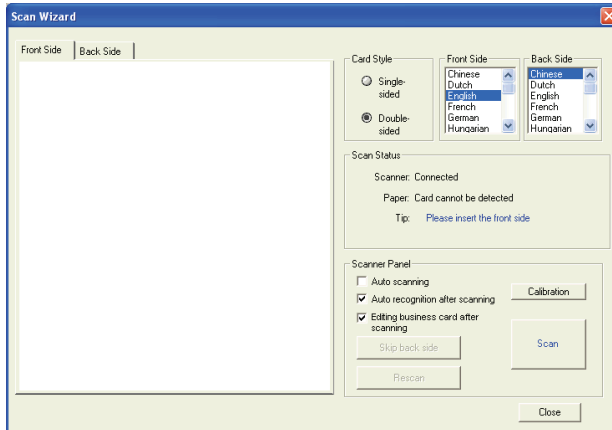 Scan Wizard
Front Side
Back Side
Card Style
Single-
sided
Double-
sided
Front Side
Chinese
Dutch
English
French
German
Hungarian
Back Side
Chinese
Dutch
English
French
German
Hungarian
Scan Status
Scanner: Connected
Paper: Card cannot be detected
Tip: Please insert the front side
Scanner Panel
Auto scanning
Auto recognition after scanning
Editing business card after
scanning
Calibration
Skip back side
Scan
Rescan
Close